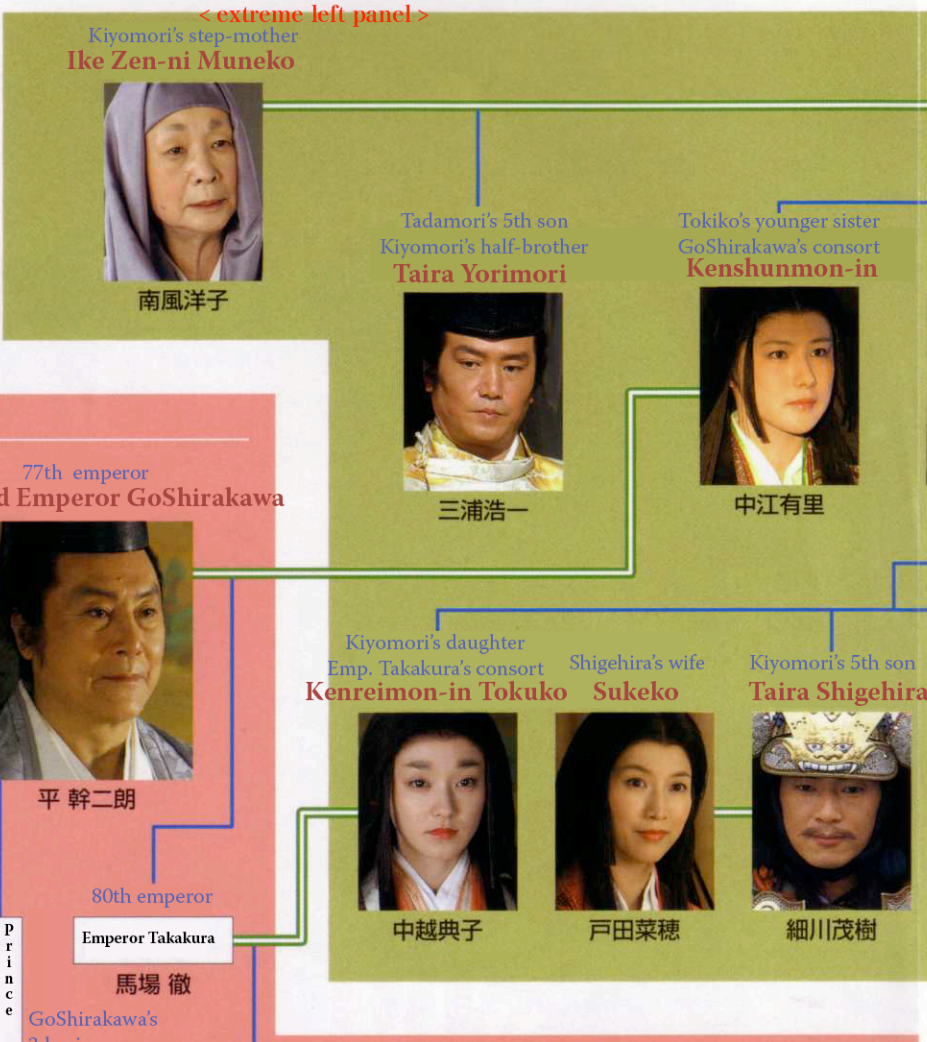 < extreme left panel >
Kiyomori's step-mother
Ike Zen-ni Muneko
南風洋子
Tadamori's 5th son
Kiyomori's half-brother
Taira Yorimori
三浦浩一
Tokiko's younger sister
GoShirakawa's consort
Kenshunmon-in
中江有里
77th emperor
d Emperor GoShirakawa
平 幹二朗
Kiyomori's daughter
Emp. Takakura's consort
Kenreimon-in Tokuko
中越典子
Shigehira's wife
Sukeko
戸田菜穂
Kiyomori's 5th son
Taira Shigehira
細川茂樹
80th emperor
Emperor Takakura
馬場 徹
prince
GoShirakawa's